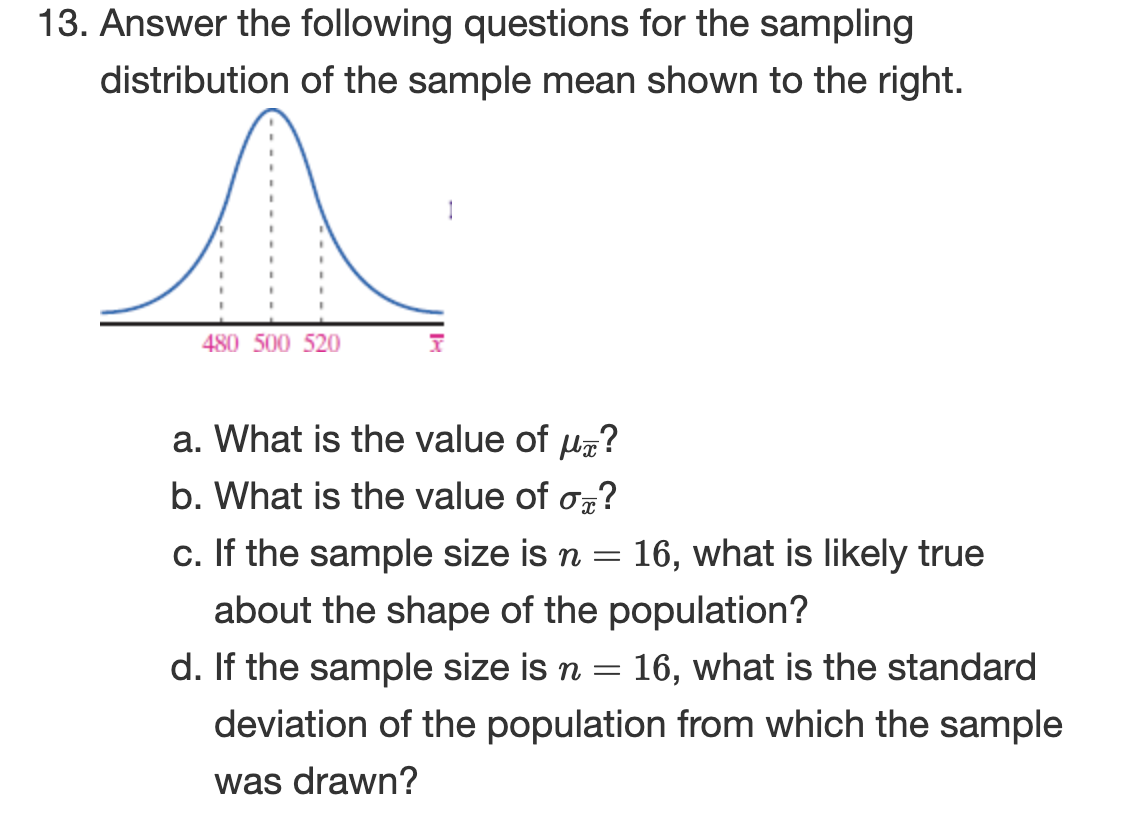 13. Answer the following questions for the sampling
distribution of the sample mean shown to the right.
480 500 520 x̅
a. What is the value of μ_x̅?
b. What is the value of σ_x̅?
c. If the sample size is n = 16, what is likely true
about the shape of the population?
d. If the sample size is n = 16, what is the standard
deviation of the population from which the sample
was drawn?